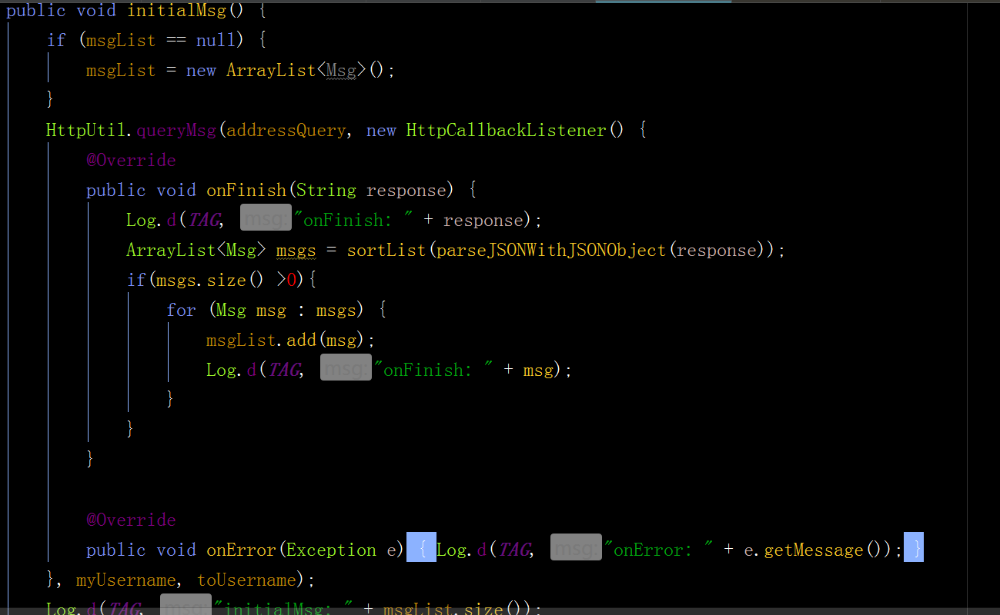 public void initialMsg() {
if (msgList == null) {
msgList = new ArrayList<Msg>();
}
HttpUtil.queryMsg(addressQuery, new HttpCallbackListener() {
@Override
public void onFinish(String response) {
Log.d(TAG, msg: "onFinish: " + response);
ArrayList<Msg> msgs = sortList(parseJSONWithJSONObject(response));
if(msgs.size() >0){
for (Msg msg : msgs) {
msgList.add(msg);
Log.d(TAG, msg: "onFinish: " + msg);
}
}
}
@Override
public void onError(Exception e) { Log.d(TAG, msg: "onError: " + e.getMessage()); }
}, myUsername, toUsername);
Log.d(TAG, msg: "initialMsg: " + msgList.size());